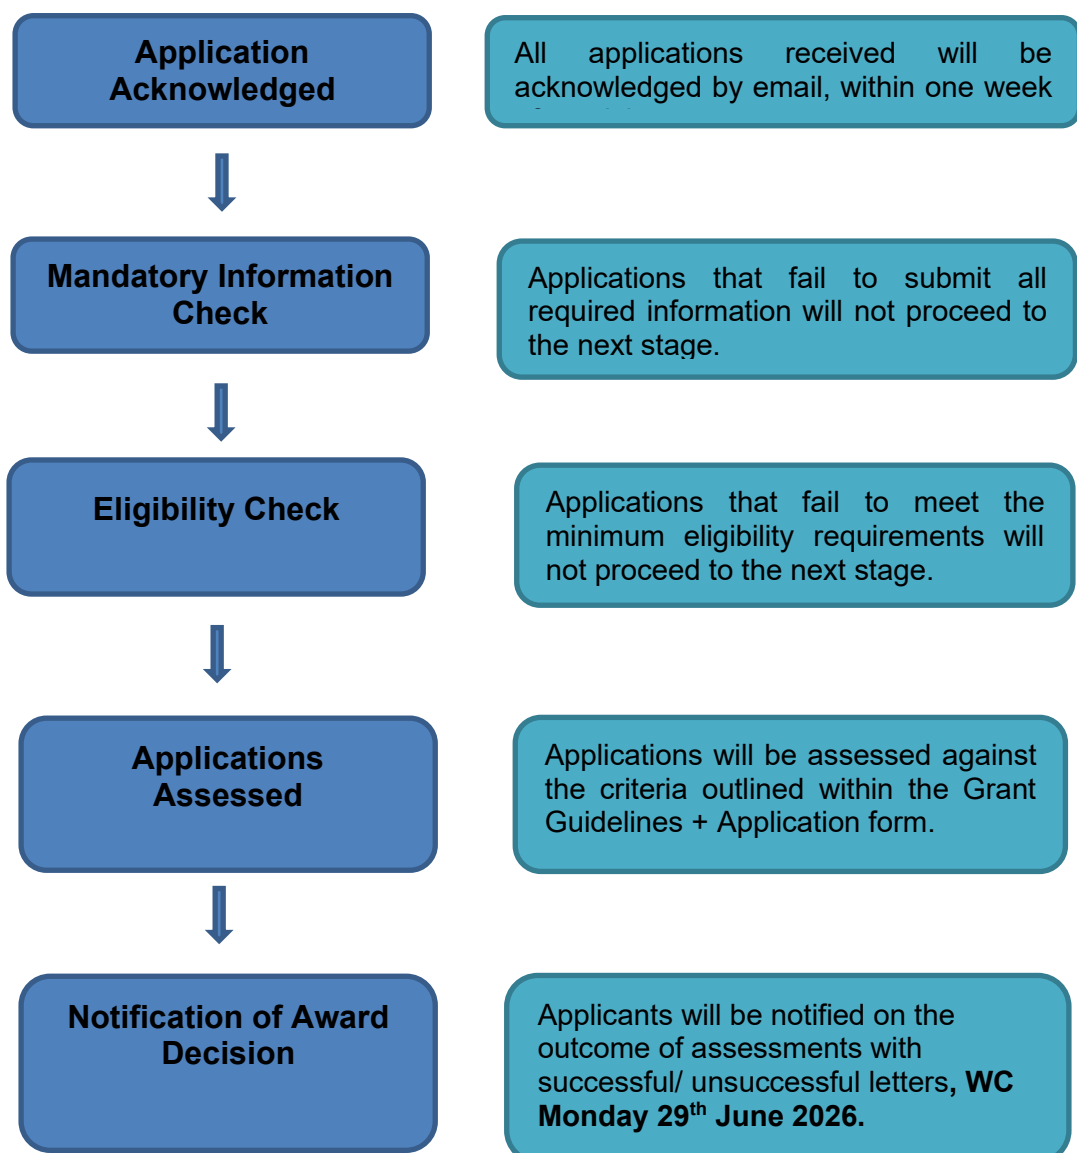 Application
Acknowledged
All applications received will be
acknowledged by email, within one week
Mandatory Information
Check
Applications that fail to submit all
required information will not proceed to
the next stage.
Eligibility Check
Applications that fail to meet the
minimum eligibility requirements will
not proceed to the next stage.
Applications
Assessed
Applications will be assessed against
the criteria outlined within the Grant
Guidelines + Application form.
Notification of Award
Decision
Applicants will be notified on the
outcome of assessments with
successful/ unsuccessful letters, WC
Monday 29th June 2026.